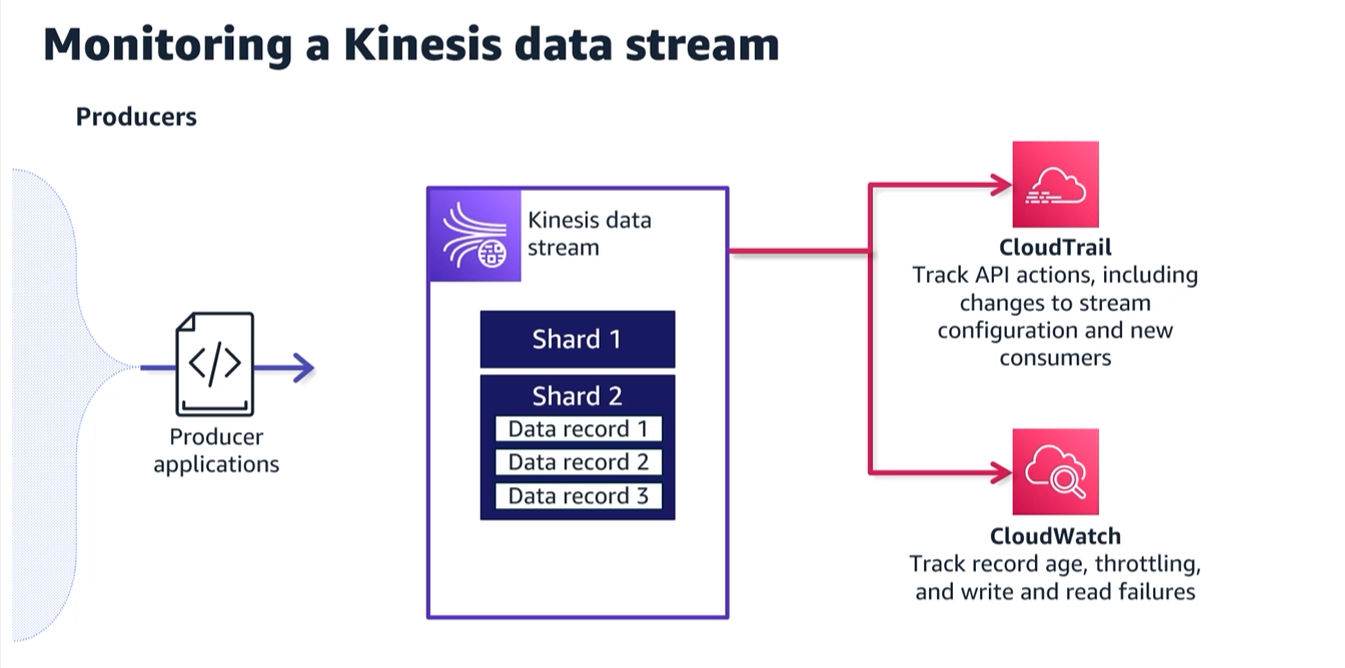 Monitoring a Kinesis data stream
Producers
</>
Producer
applications
Kinesis data
stream
Shard 1
Shard 2
Data record 1
Data record 2
Data record 3
CloudTrail
Track API actions, including
changes to stream
configuration and new
consumers
CloudWatch
Track record age, throttling,
and write and read failures